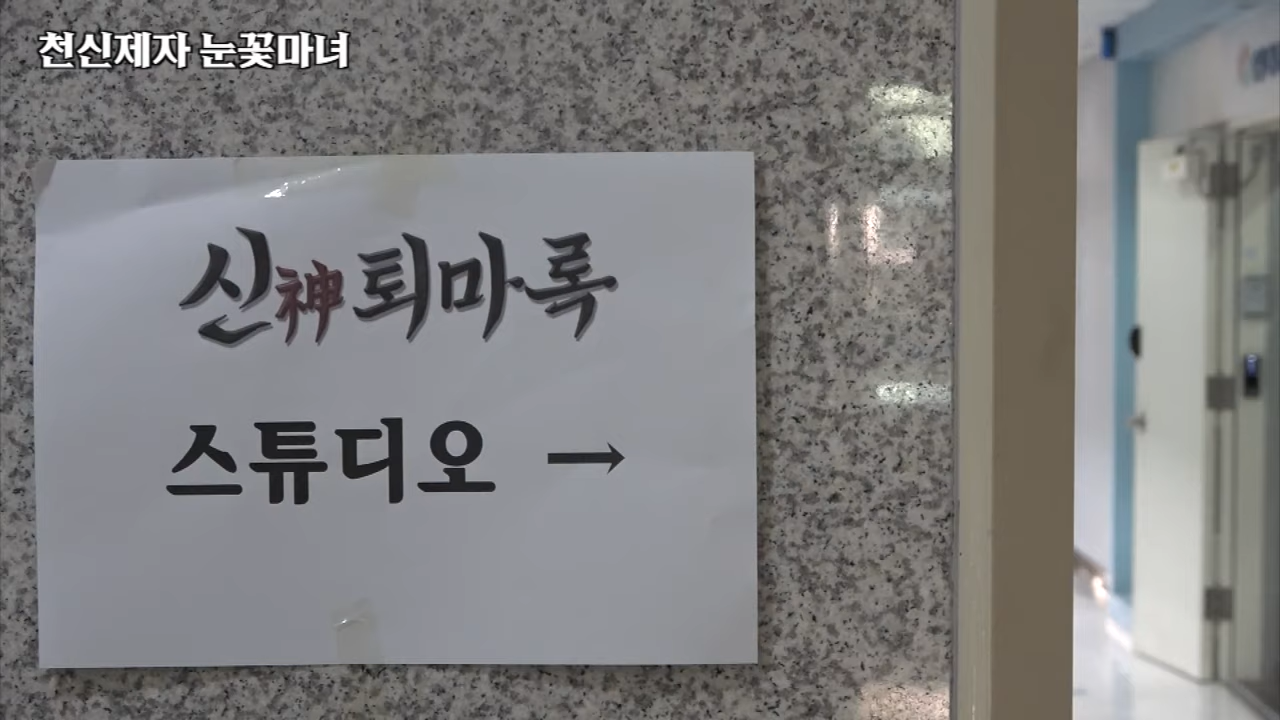 천신제자 눈꽃마녀
신神퇴마록
스튜디오 →